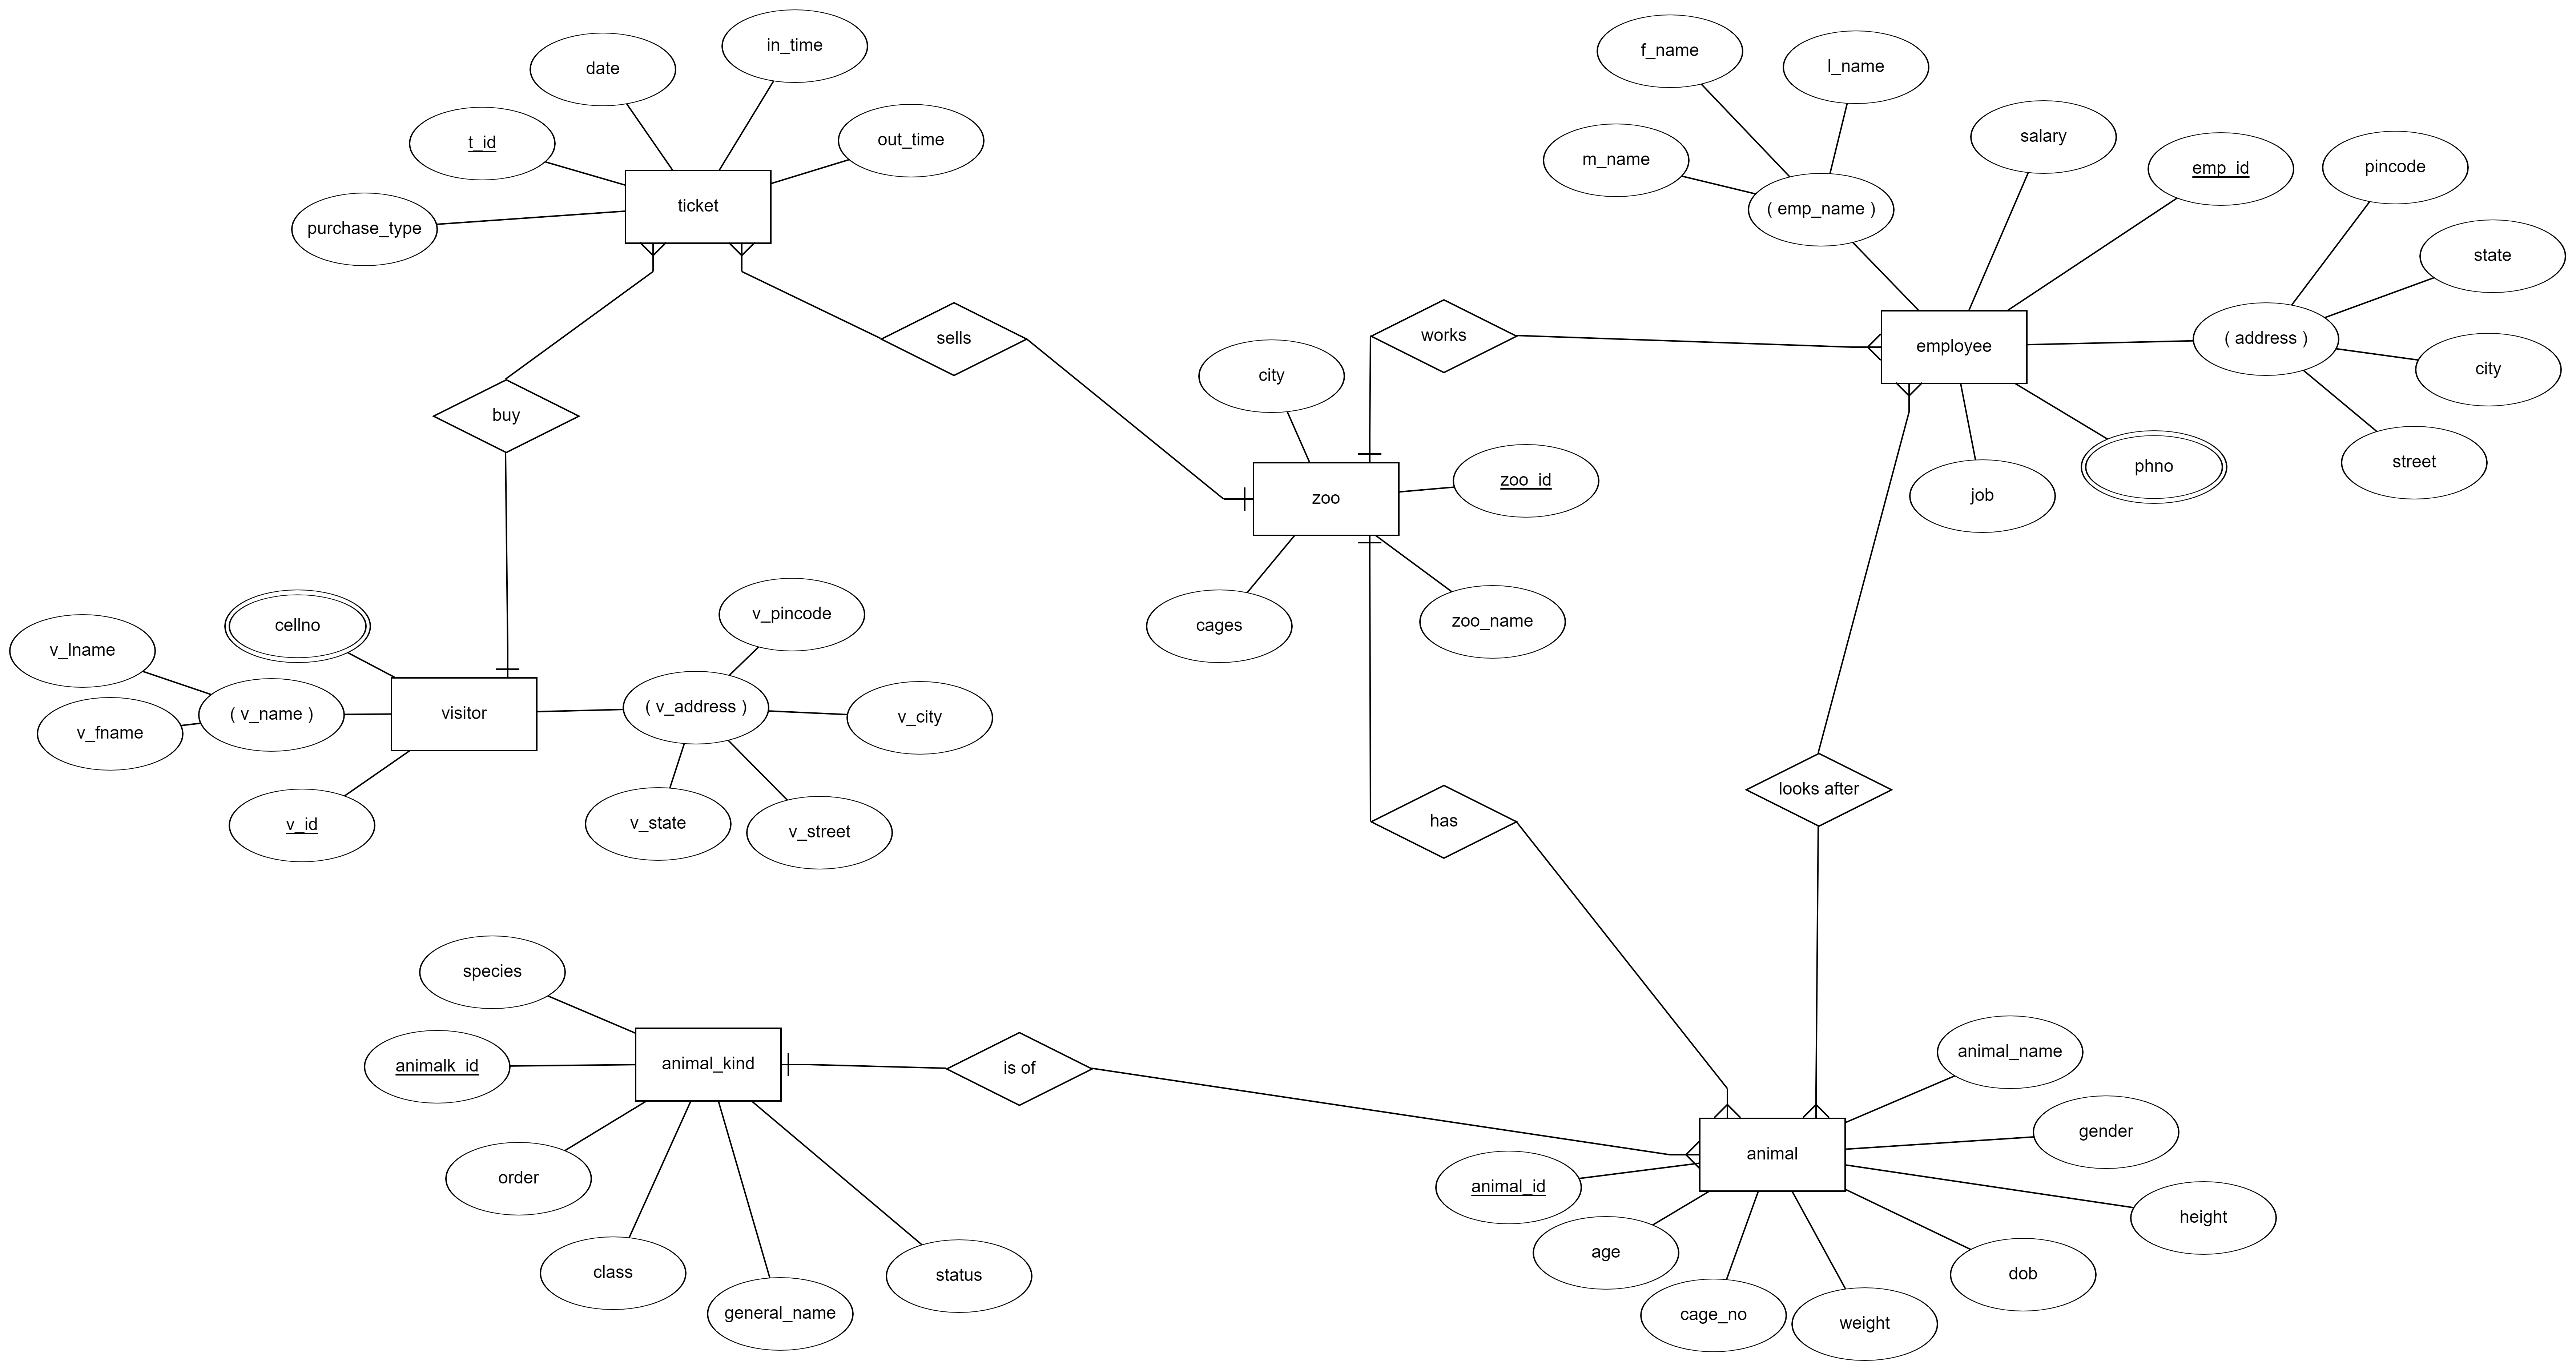 in_time
date
t_id
out_time
purchase_type
ticket
buy
sells
f_name
l_name
m_name
( emp_name )
salary
emp_id
pincode
state
( address )
city
street
employee
phno
job
works
city
zoo_id
zoo
cages
zoo_name
cellno
v_lname
v_fname
( v_name )
visitor
v_id
v_pincode
( v_address )
v_city
v_state
v_street
has
looks after
species
animalk_id
animal_kind
order
class
general_name
status
is of
animal_name
gender
height
animal
animal_id
age
cage_no
weight
dob